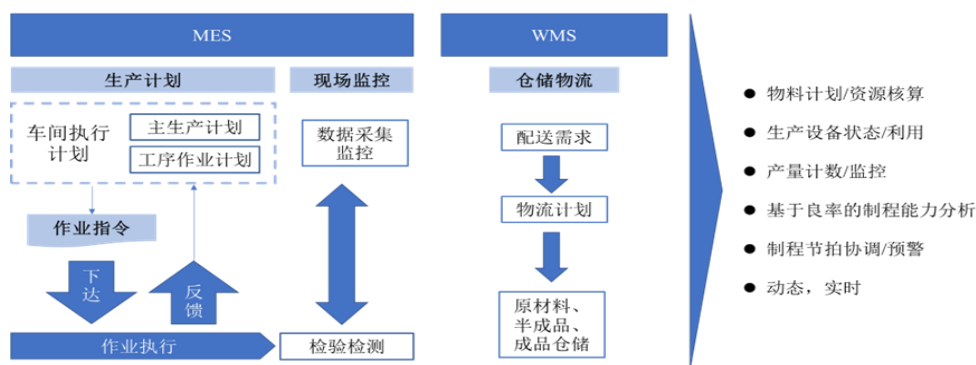 MES
WMS
生产计划
现场监控
仓储物流
车间执行
计划
主生产计划
工序作业计划
数据采集
监控
配送需求
物流计划
作业指令
下
达
反
馈
原材料、
半成品、
成品仓储
作业执行
检验检测
● 物料计划/资源核算
● 生产设备状态/利用
● 产量计数/监控
● 基于良率的制程能力分析
● 制程节拍协调/预警
● 动态，实时